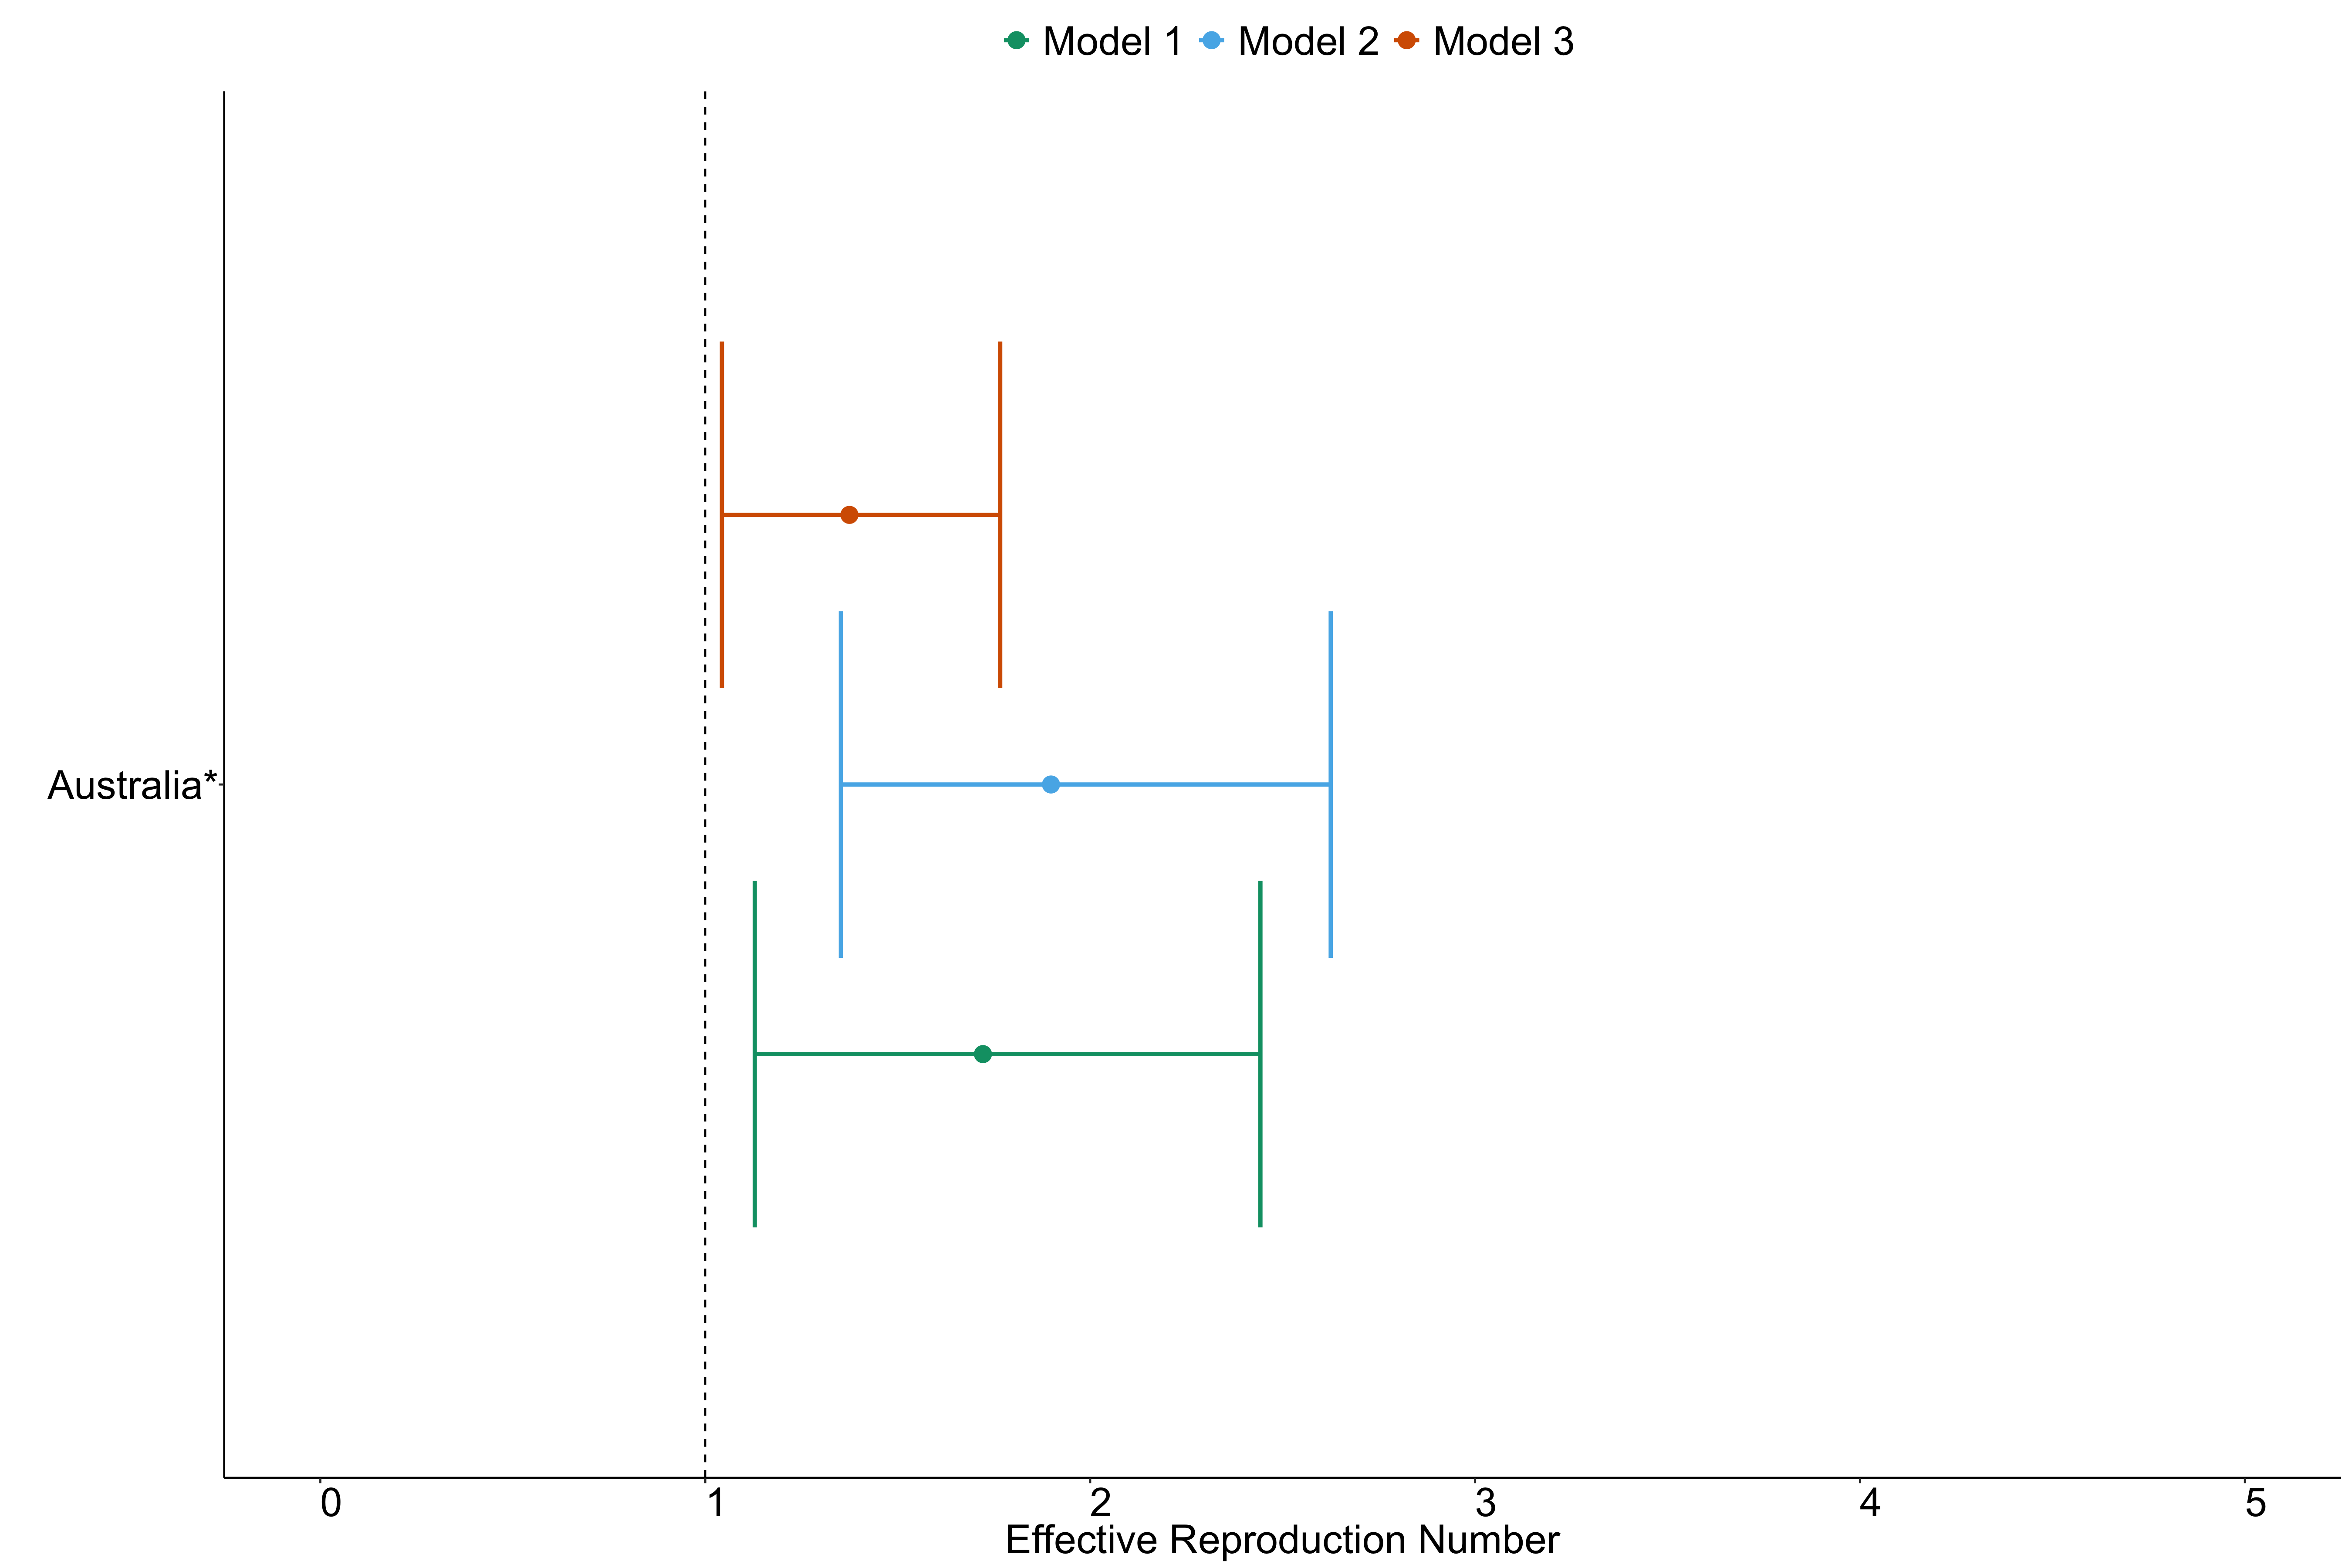 Model 1 Model 2 Model 3
Australia*
0 1 2 3 4 5
Effective Reproduction Number